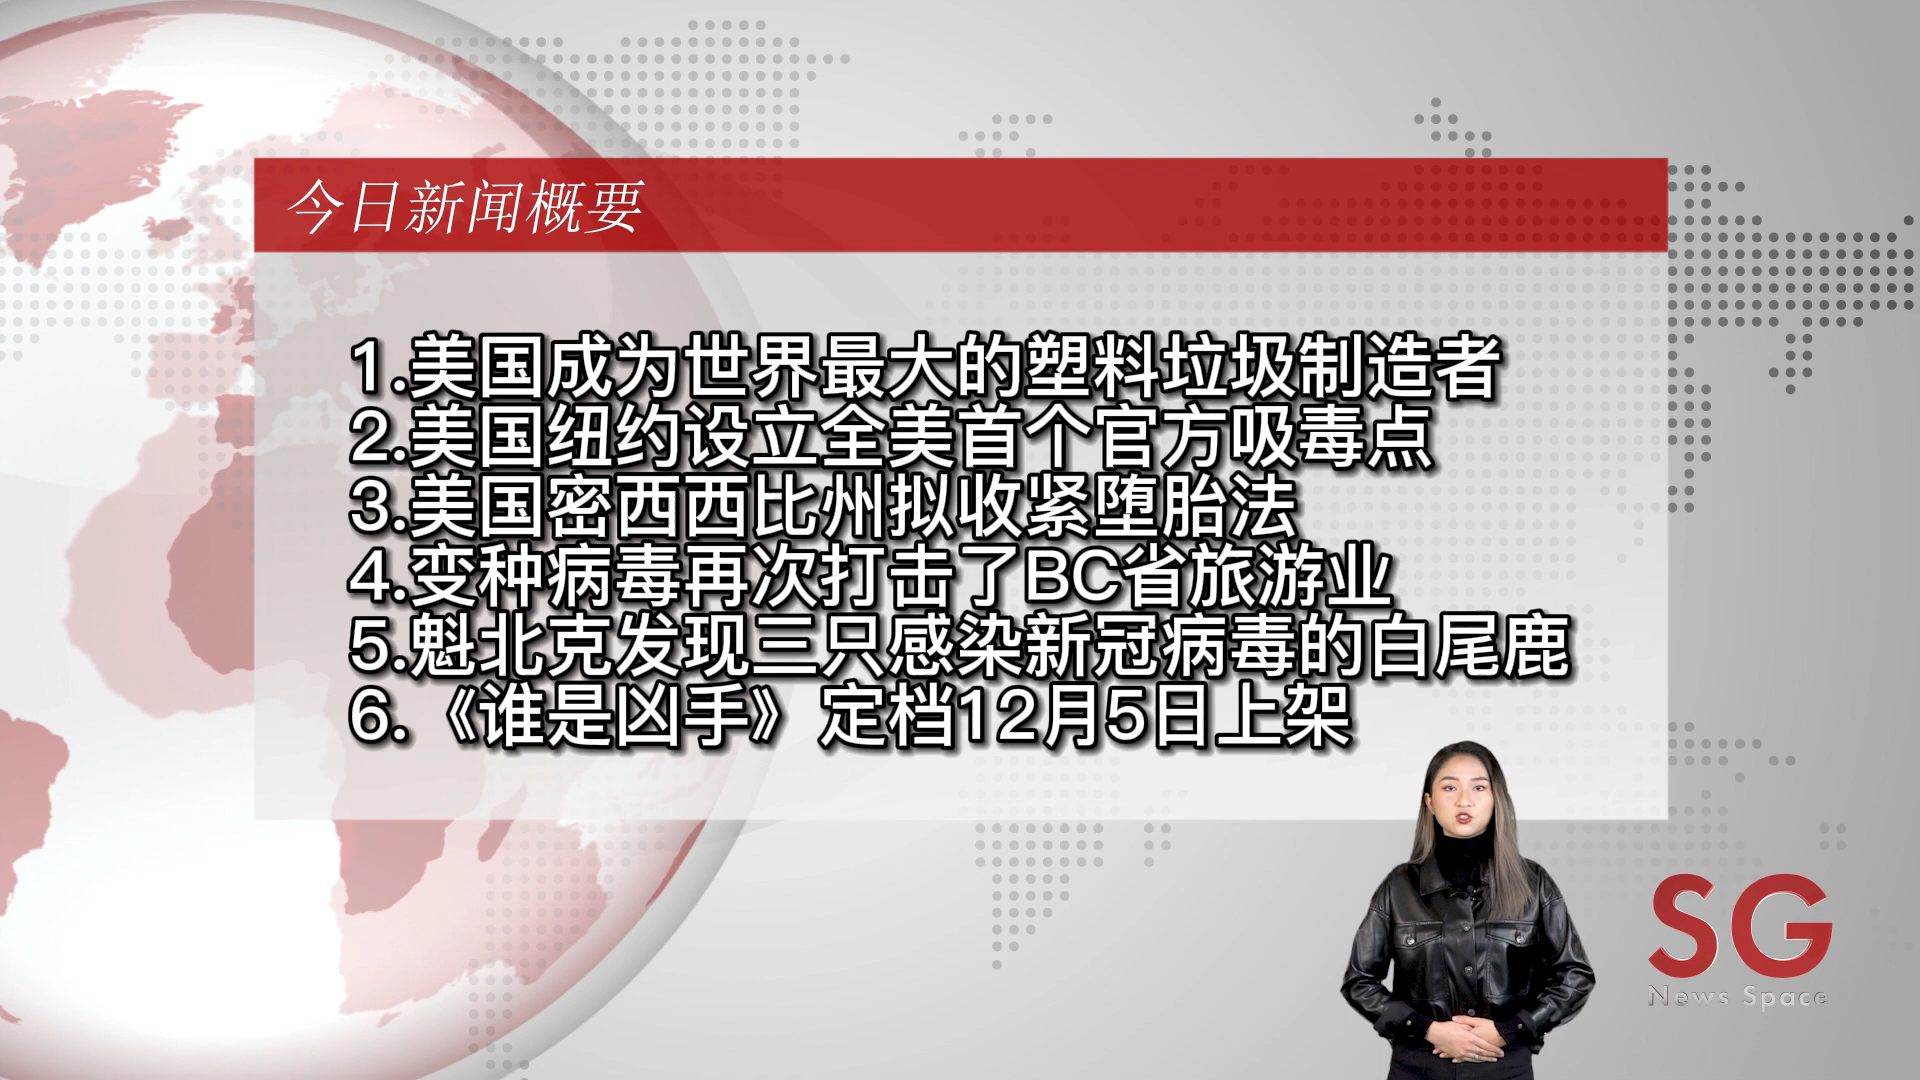 今日新闻概要
1.美国成为世界最大的塑料垃圾制造者
2.美国纽约设立全美首个官方吸毒点
3.美国密西西比州拟收紧堕胎法
4.变种病毒再次打击了BC省旅游业
5.魁北克发现三只感染新冠病毒的白尾鹿
6.《谁是凶手》定档12月5日上架
SG
News Space